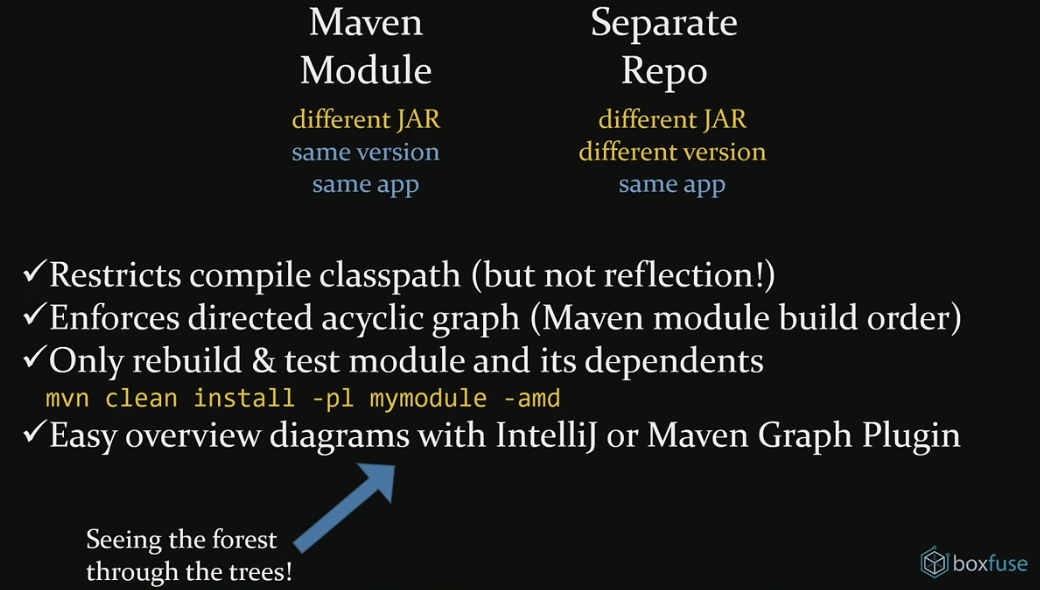 Maven
Module
different JAR
same version
same app
Separate
Repo
different JAR
different version
same app
✓Restricts compile classpath (but not reflection!)
✓Enforces directed acyclic graph (Maven module build order)
✓Only rebuild & test module and its dependents
mvn clean install -pl mymodule -amd
✓Easy overview diagrams with IntelliJ or Maven Graph Plugin
Seeing the forest
through the trees!
boxfuse